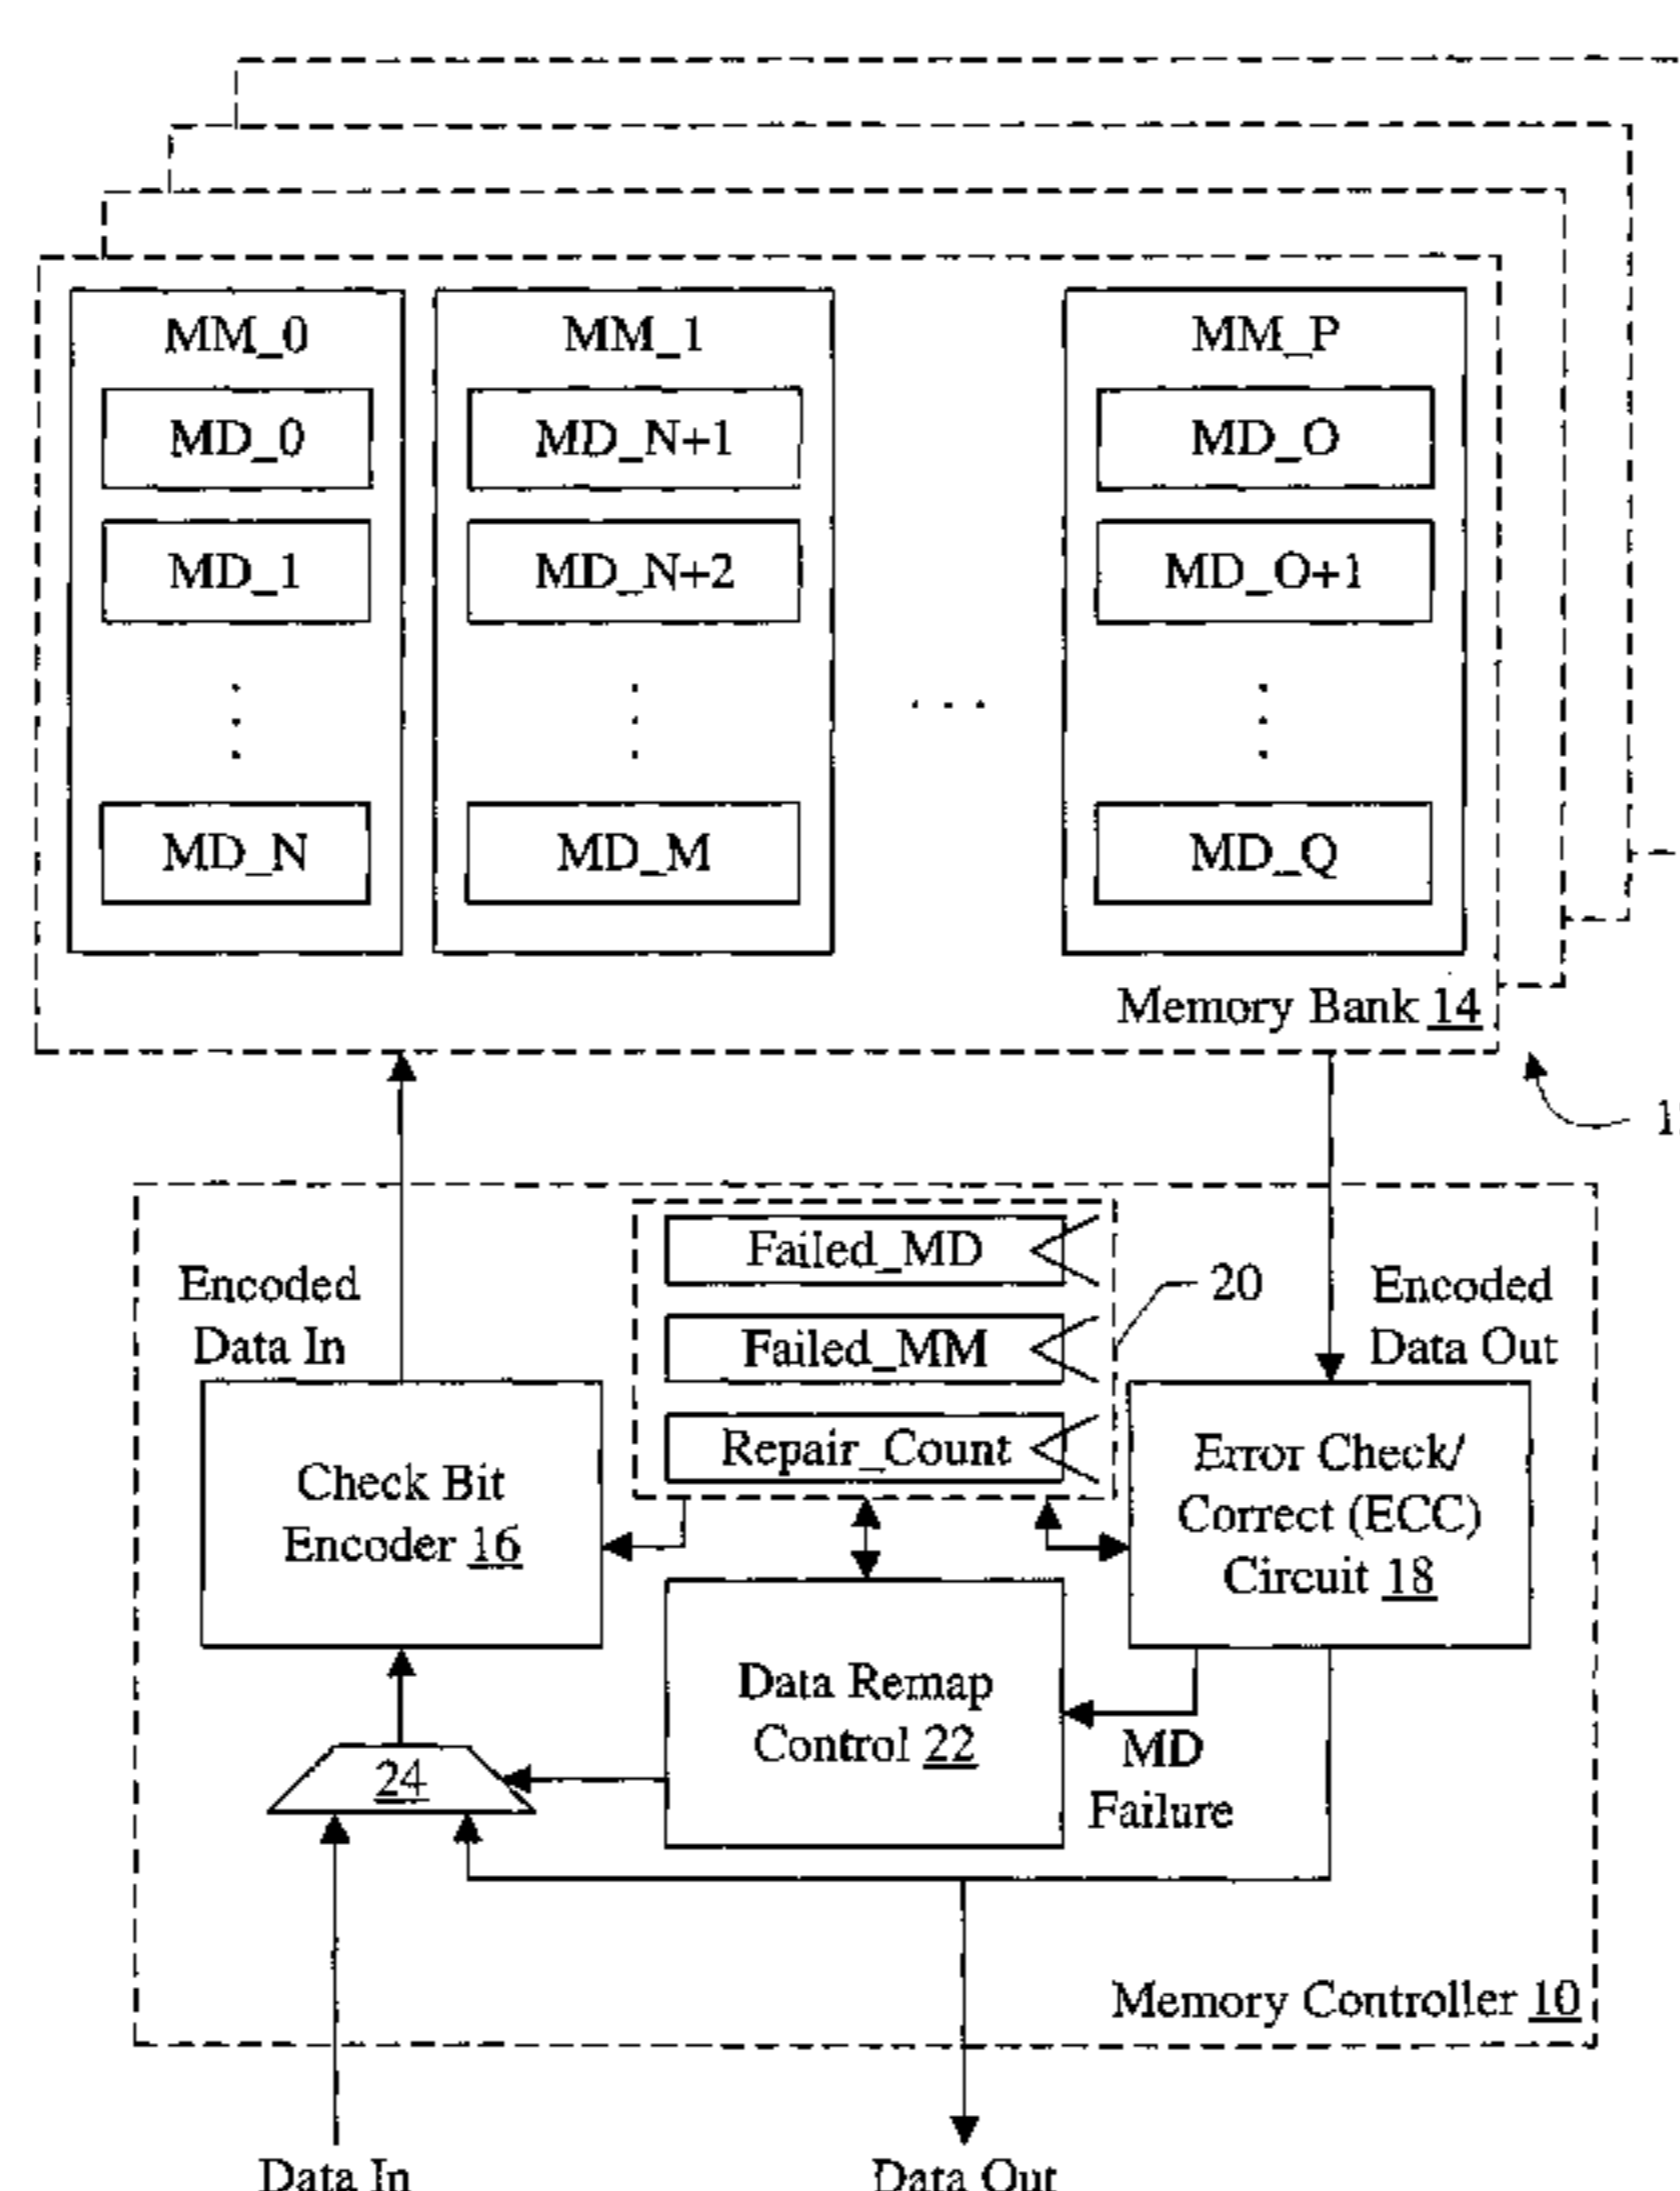 MM_0
MM_1
MM_P
MD_0
MD_N+1
MD_O
MD_1
MD_N+2
MD_O+1
. . .
MD_N
MD_M
MD_Q
Memory Bank 14
1
Encoded
Data In
Failed_MD
Failed_MM
Repair_Count
20
Encoded
Data Out
Check Bit
Encoder 16
Error Check/
Correct (ECC)
Circuit 18
Data Remap
Control 22
MD
Failure
24
Memory Controller 10
Data In
Data Out